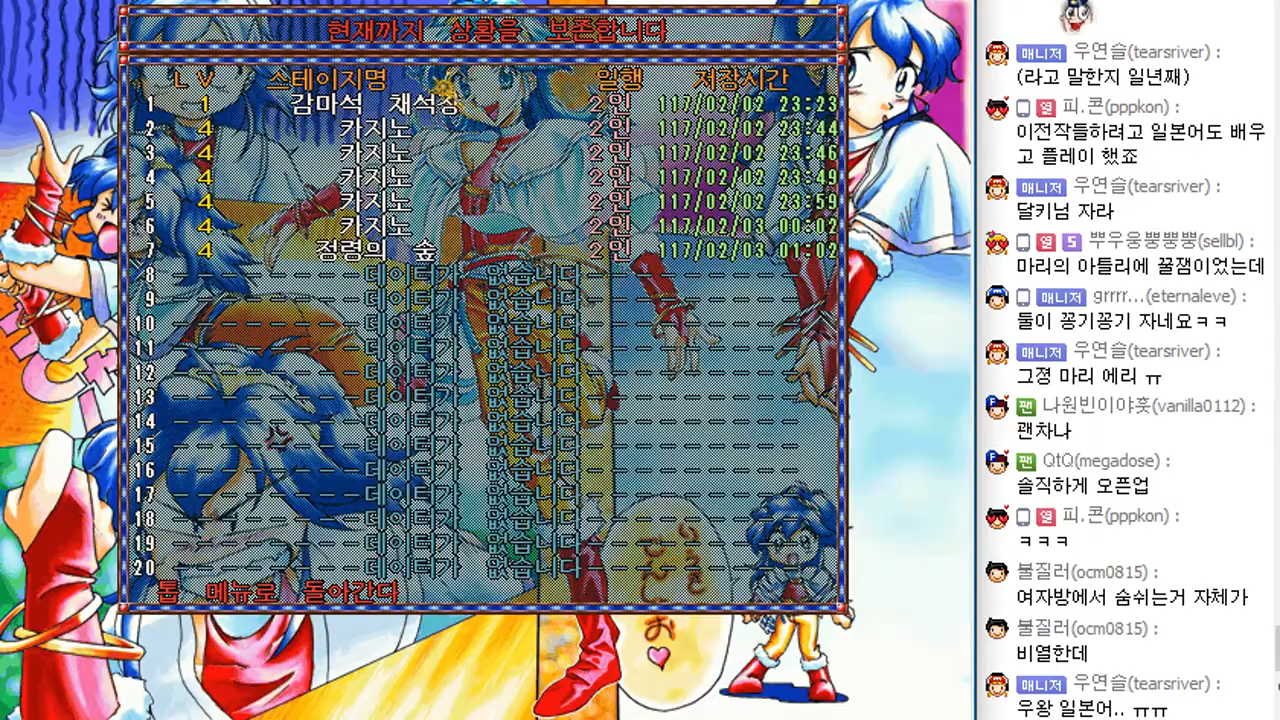 현재까지 상황을 보존합니다
LV 스테이지명 일행 저장시간
1 1 감마석 채석장 2인 117/02/02 23:23
2 4 카지노 2인 117/02/02 23:44
3 4 카지노 2인 117/02/02 23:46
4 4 카지노 2인 117/02/02 23:49
5 4 카지노 2인 117/02/02 23:59
6 4 카지노 2인 117/02/03 00:02
7 4 정령의 숲 2인 117/02/03 01:02
8 --------데이터가 없습니다---------
9 --------데이터가 없습니다---------
10 --------데이터가 없습니다---------
11 --------데이터가 없습니다---------
12 --------데이터가 없습니다---------
13 --------데이터가 없습니다---------
14 --------데이터가 없습니다---------
15 --------데이터가 없습니다---------
16 --------데이터가 없습니다---------
17 --------데이터가 없습니다---------
18 --------데이터가 없습니다---------
19 --------데이터가 없습니다---------
20 --------데이터가 없습니다---------
톱 메뉴로 돌아간다
매니저 우연슬(tearsriver) :
(라고 말한지 일년째)
열 피.콘(pppkon) :
이전작들하려고 일본어도 배우
고 플레이 했죠
매니저 우연슬(tearsriver) :
달키님 자라
열 S 뿌우웅뿡뿡뿡(sellbl) :
마리의 아틀리에 꿀잼이었는데
매니저 grrrr...(eternaleve) :
둘이 꽁기꽁기 자네요ㅋㅋ
매니저 우연슬(tearsriver) :
그졍 마리 에리 ㅠ
팬 나원빈이야훗(vanilla0112) :
괜차나
팬 QtQ(megadose) :
솔직하게 오픈업
열 피.콘(pppkon) :
ㅋㅋㅋ
불질러(ocm0815) :
여자방에서 숨쉬는거 자체가
불질러(ocm0815) :
비열한데
매니저 우연슬(tearsriver) :
우왕 일본어.. ㅠㅠ